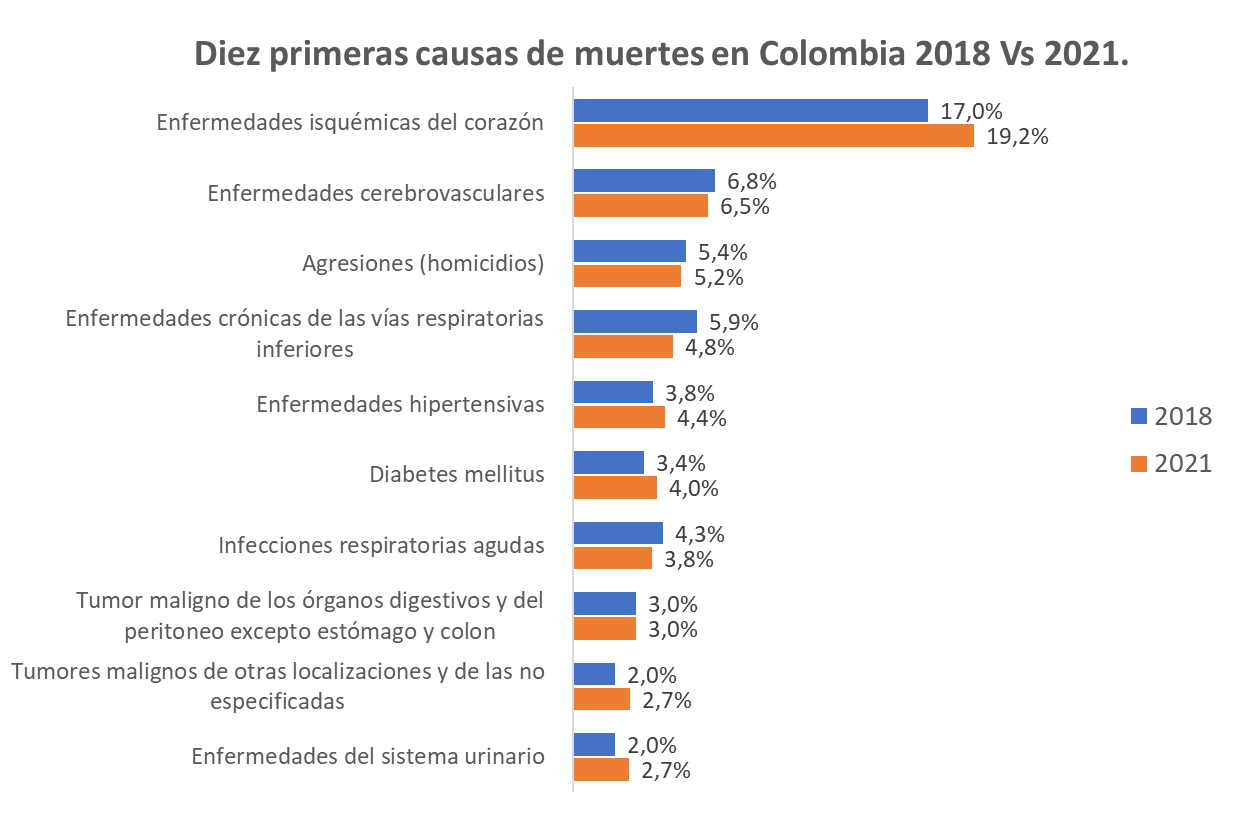 Diez primeras causas de muertes en Colombia 2018 Vs 2021.
Enfermedades isquémicas del corazón
17,0%
19,2%
Enfermedades cerebrovasculares
6,8%
6,5%
Agresiones (homicidios)
5,4%
5,2%
Enfermedades crónicas de las vías respiratorias
inferiores
5,9%
4,8%
Enfermedades hipertensivas
3,8%
4,4%
Diabetes mellitus
3,4%
4,0%
Infecciones respiratorias agudas
4,3%
3,8%
Tumor maligno de los órganos digestivos y del
peritoneo excepto estómago y colon
3,0%
3,0%
Tumores malignos de otras localizaciones y de las no
especificadas
2,0%
2,7%
Enfermedades del sistema urinario
2,0%
2,7%
2018
2021